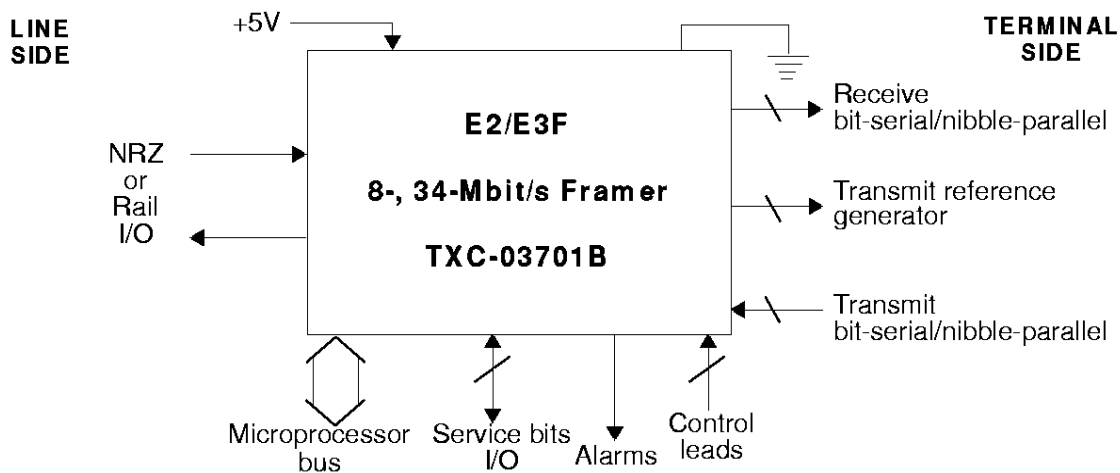 LINE
SIDE
+5V
TERMINAL
SIDE
E2/E3F
8-, 34-Mbit/s Framer
TXC-03701B
NRZ
or
Rail
I/O
Receive
bit-serial/nibble-parallel
Transmit reference
generator
Transmit
bit-serial/nibble-parallel
Microprocessor
bus
Service bits
I/O
Alarms
Control
leads